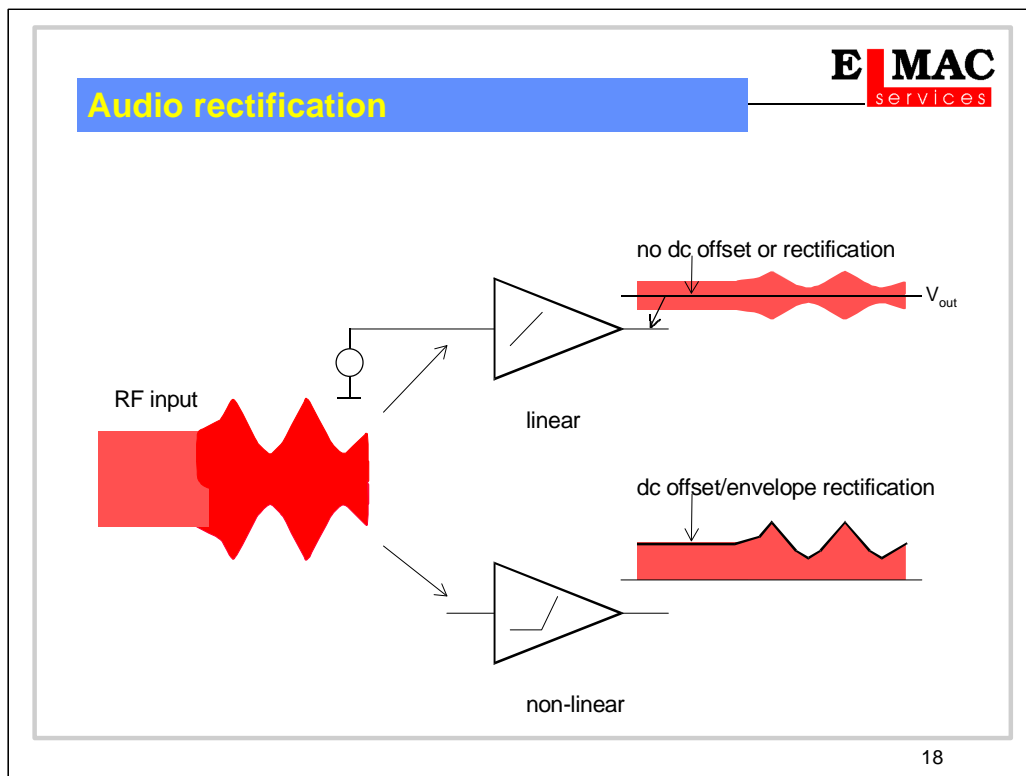 E MAC
services
Audio rectification
no dc offset or rectification
Vout
RF input
linear
dc offset/envelope rectification
non-linear
18